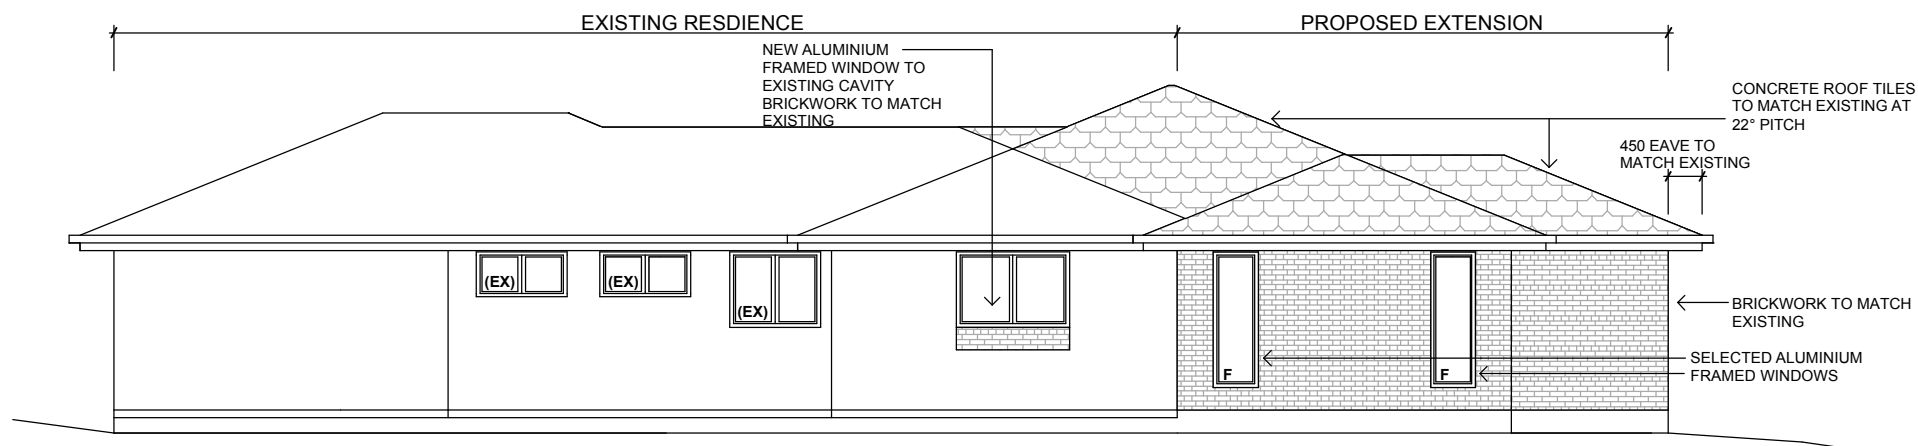 EXISTING RESDIENCE
PROPOSED EXTENSION
NEW ALUMINIUM
FRAMED WINDOW TO
EXISTING CAVITY
BRICKWORK TO MATCH
EXISTING
CONCRETE ROOF TILES
TO MATCH EXISTING AT
22° PITCH
450 EAVE TO
MATCH EXISTING
(EX)
(EX)
(EX)
BRICKWORK TO MATCH
EXISTING
SELECTED ALUMINIUM
FRAMED WINDOWS
F
F